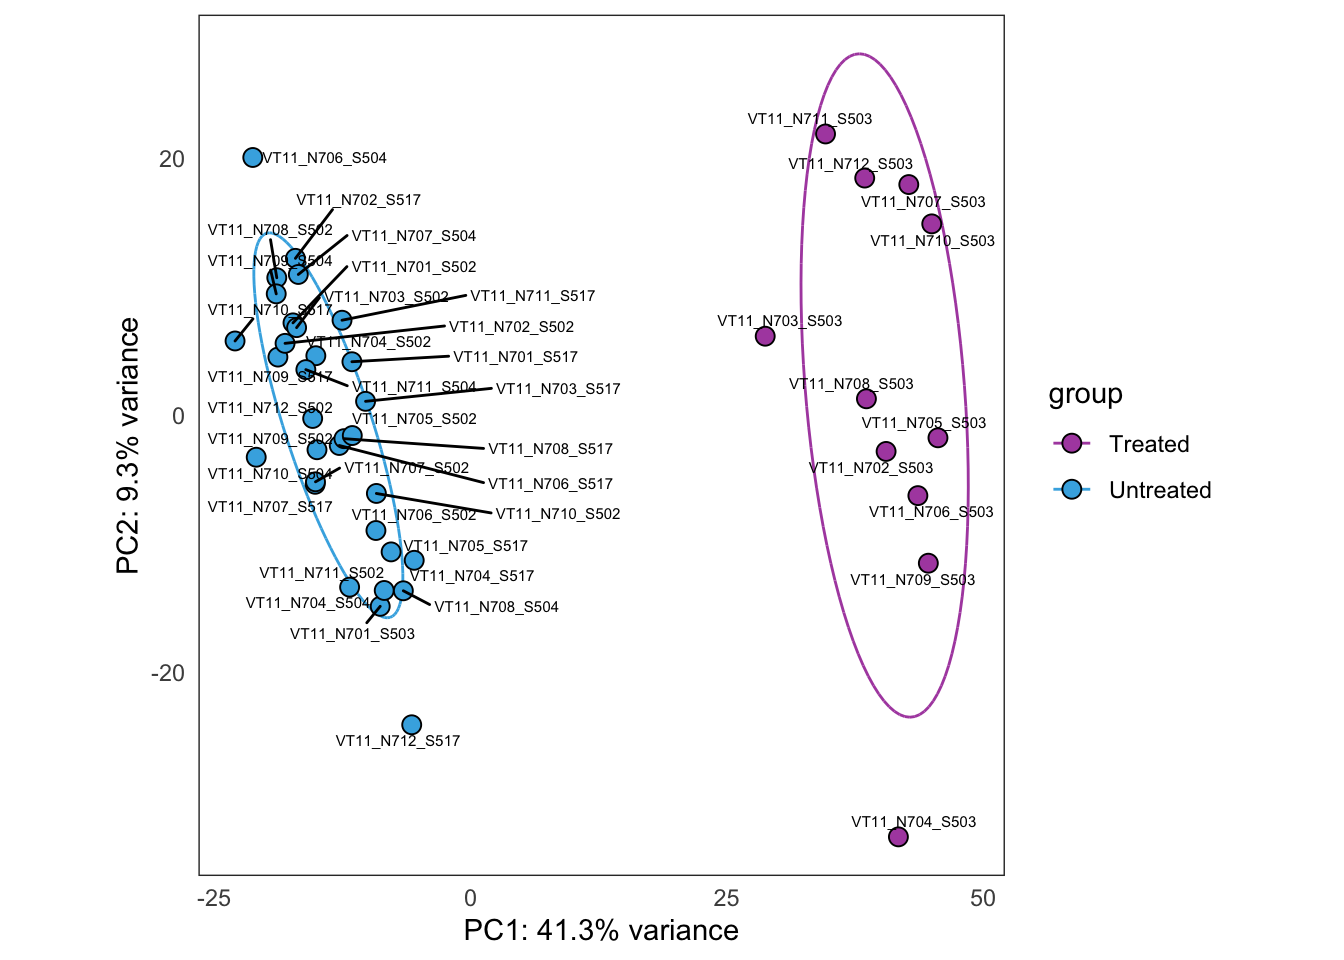 VT11_N711_S503
VT11_N712_S503
VT11_N706_S504
VT11_N702_S517
VT11_N707_S503
VT11_N708_S502
VT11_N707_S504
VT11_N710_S503
VT11_N709_S504
VT11_N701_S502
VT11_N703_S502
VT11_N711_S517
VT11_N710_S517
VT11_N703_S503
VT11_N702_S502
VT11_N704_S502
VT11_N701_S517
VT11_N709_S517
VT11_N708_S503
VT11_N711_S504
VT11_N703_S517
VT11_N712_S502
VT11_N705_S502
VT11_N705_S503
VT11_N709_S502
VT11_N708_S517
VT11_N707_S502
VT11_N702_S503
VT11_N710_S504
VT11_N706_S517
VT11_N707_S517
VT11_N706_S502
VT11_N710_S502
VT11_N706_S503
VT11_N705_S517
VT11_N711_S502
VT11_N704_S517
VT11_N709_S503
VT11_N704_S504
VT11_N708_S504
VT11_N701_S503
VT11_N712_S517
VT11_N704_S503
20
0
-20
PC2: 9.3% variance
-25
0
25
50
PC1: 41.3% variance
group
Treated
Untreated